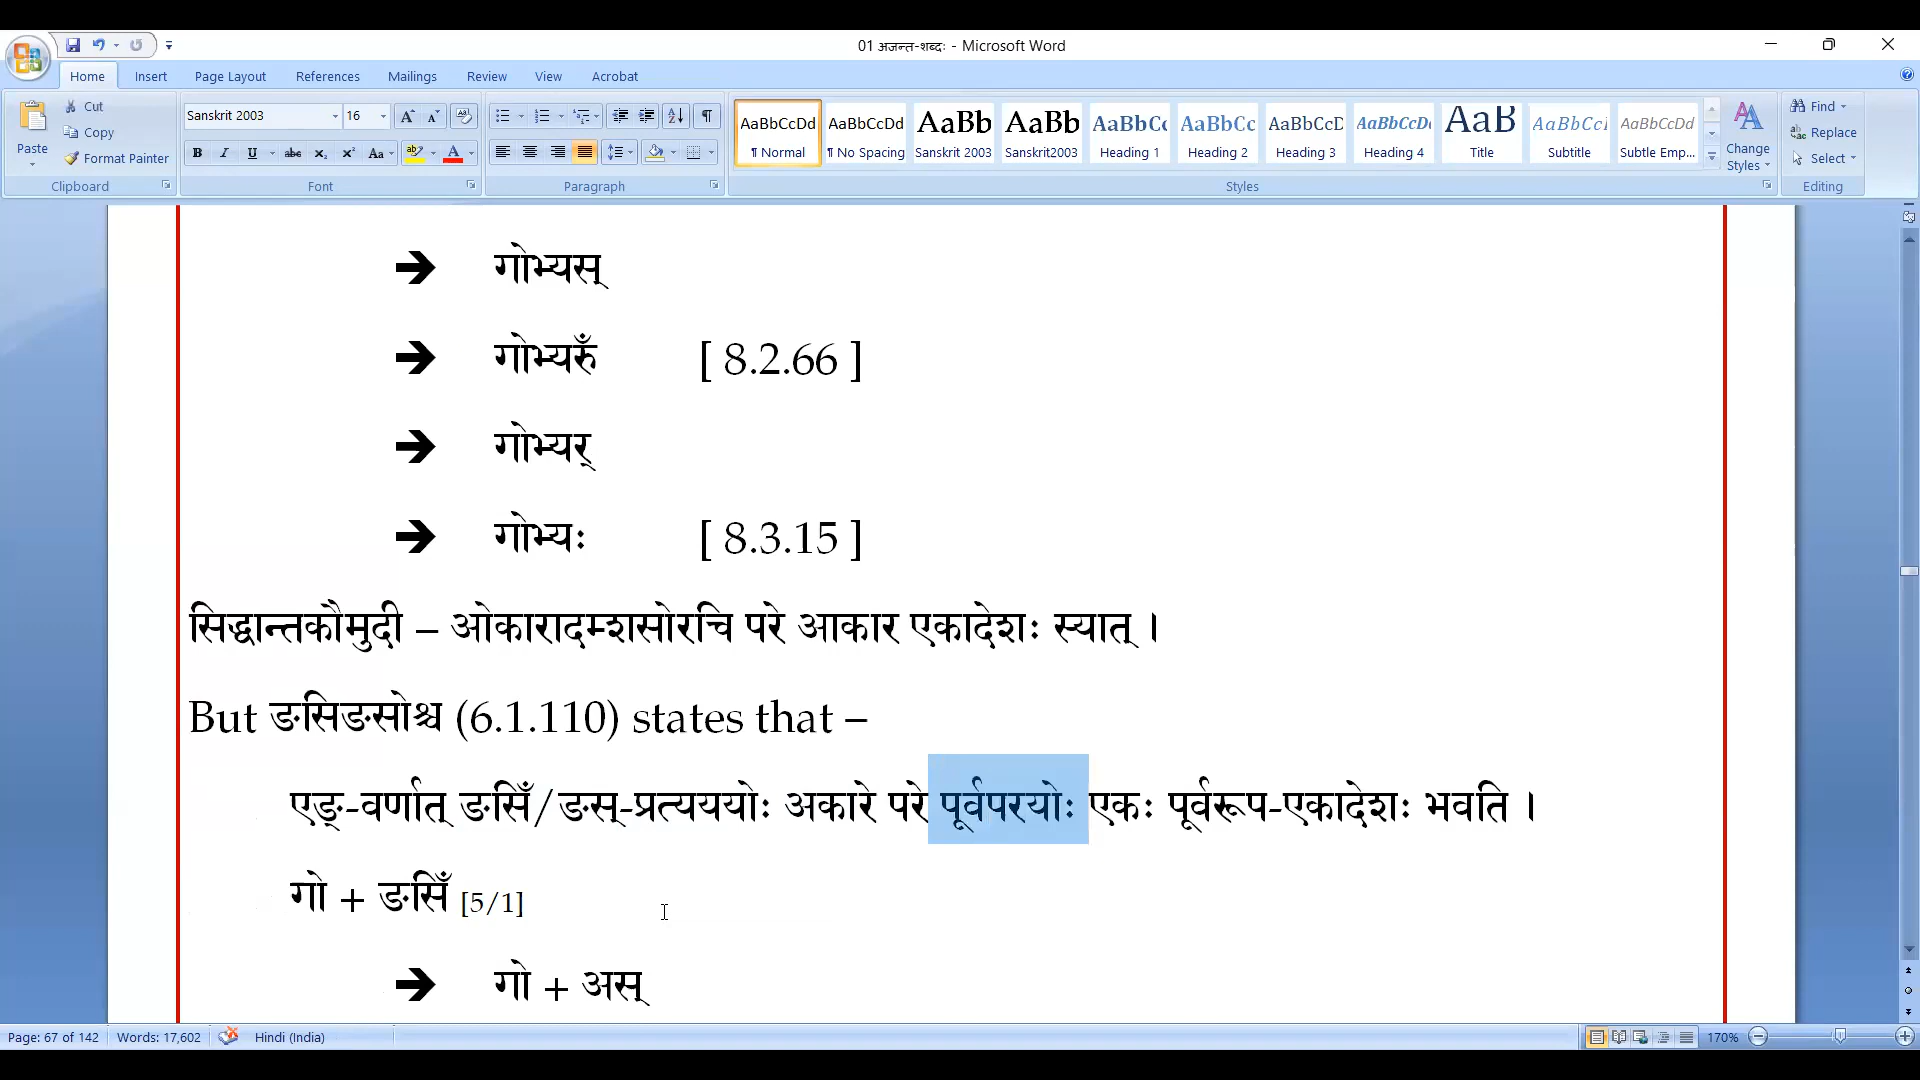 01 अजन्त-शब्दः - Microsoft Word
Home Insert Page Layout References Mailings Review View Acrobat
Paste Cut Copy Format Painter
Sanskrit 2003 16
AaBbCcDd AaBbCcDd AaBb AaBb AaBbCc AaBbCc AaBbCcD AaBbCcDc AaB AaBbCcI AaBbCcDd
¶ Normal ¶ No Spacing Sanskrit 2003 Sanskrit2003 Heading 1 Heading 2 Heading 3 Heading 4 Title Subtitle Subtle Emp...
Change Styles
Find
Replace
Select
Clipboard Font Paragraph Styles Editing
➔ गोभ्यस्
➔ गोभ्यरुँ [ 8.2.66 ]
➔ गोभ्यर्
➔ गोभ्यः [ 8.3.15 ]
सिद्धान्तकौमुदी – ओकारादम्शसोरचि परे आकार एकादेशः स्यात् ।
But ङसिङसोश्च (6.1.110) states that –
एङ्-वर्णात् ङसिँ/ङस्-प्रत्यययोः अकारे परे पूर्वपरयोः एकः पूर्वरूप-एकादेशः भवति ।
गो + ङसिँ [5/1]
➔ गो + अस्
Page: 67 of 142 Words: 17,602 Hindi (India) 170%